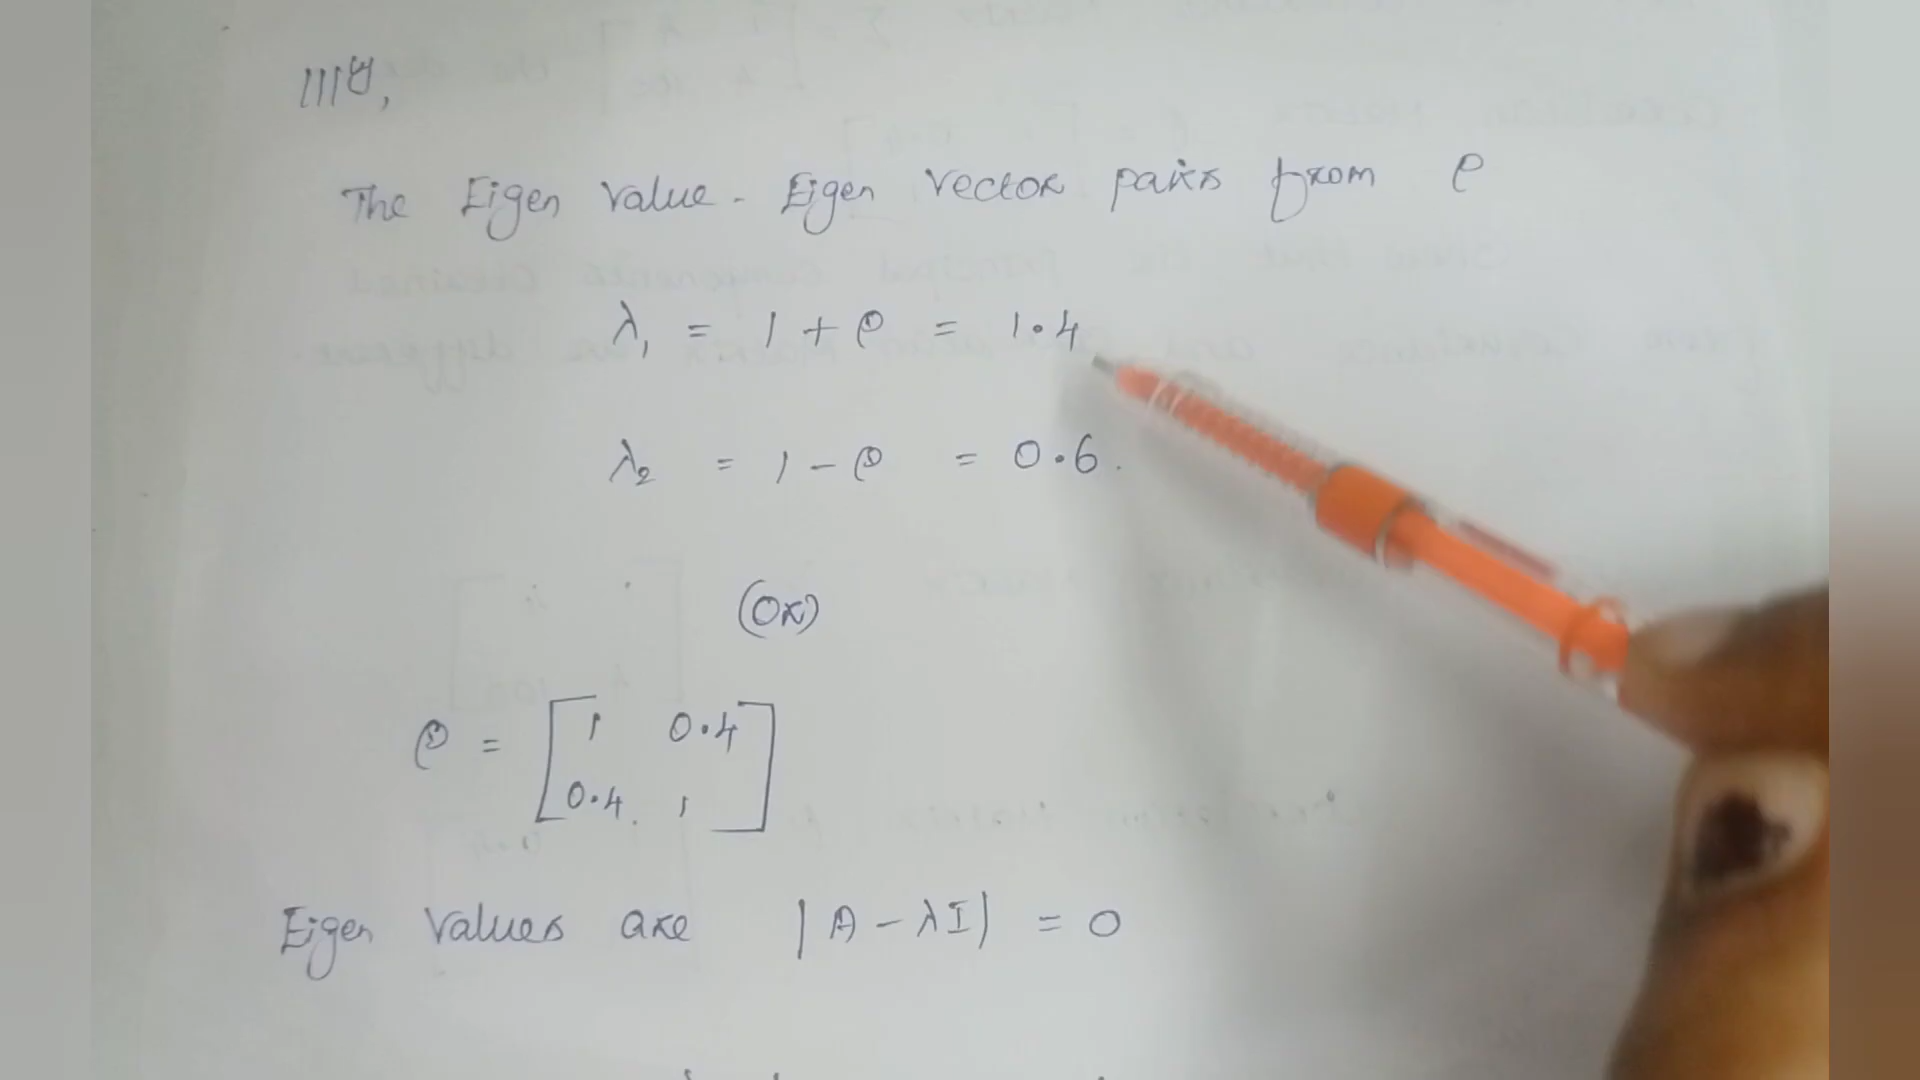 IIIly,
The Eigen Value - Eigen Vector pairs from ρ
λ₁ = 1 + ρ = 1.4
λ₂ = 1 - ρ = 0.6.
(Or)
ρ = [1 0.4
0.4 1]
Eigen Values are |A - λI| = 0